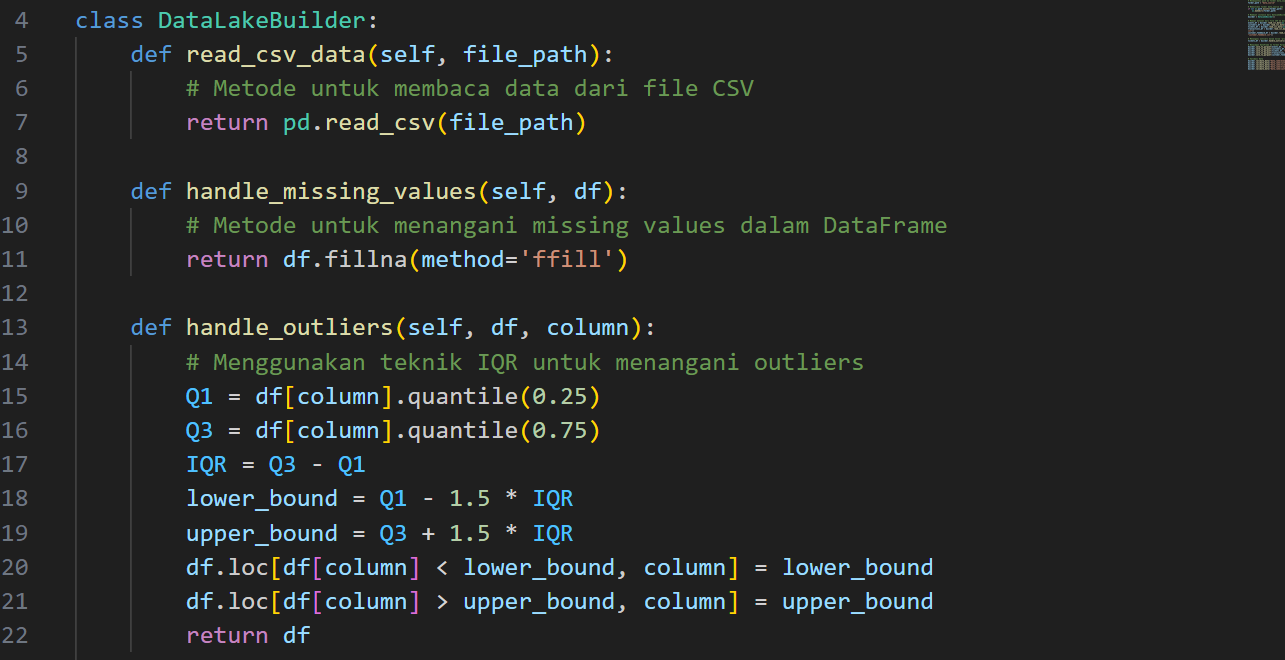 4 class DataLakeBuilder:
5     def read_csv_data(self, file_path):
6         # Metode untuk membaca data dari file CSV
7         return pd.read_csv(file_path)
8
9     def handle_missing_values(self, df):
10         # Metode untuk menangani missing values dalam DataFrame
11         return df.fillna(method='ffill')
12
13     def handle_outliers(self, df, column):
14         # Menggunakan teknik IQR untuk menangani outliers
15         Q1 = df[column].quantile(0.25)
16         Q3 = df[column].quantile(0.75)
17         IQR = Q3 - Q1
18         lower_bound = Q1 - 1.5 * IQR
19         upper_bound = Q3 + 1.5 * IQR
20         df.loc[df[column] < lower_bound, column] = lower_bound
21         df.loc[df[column] > upper_bound, column] = upper_bound
22         return df